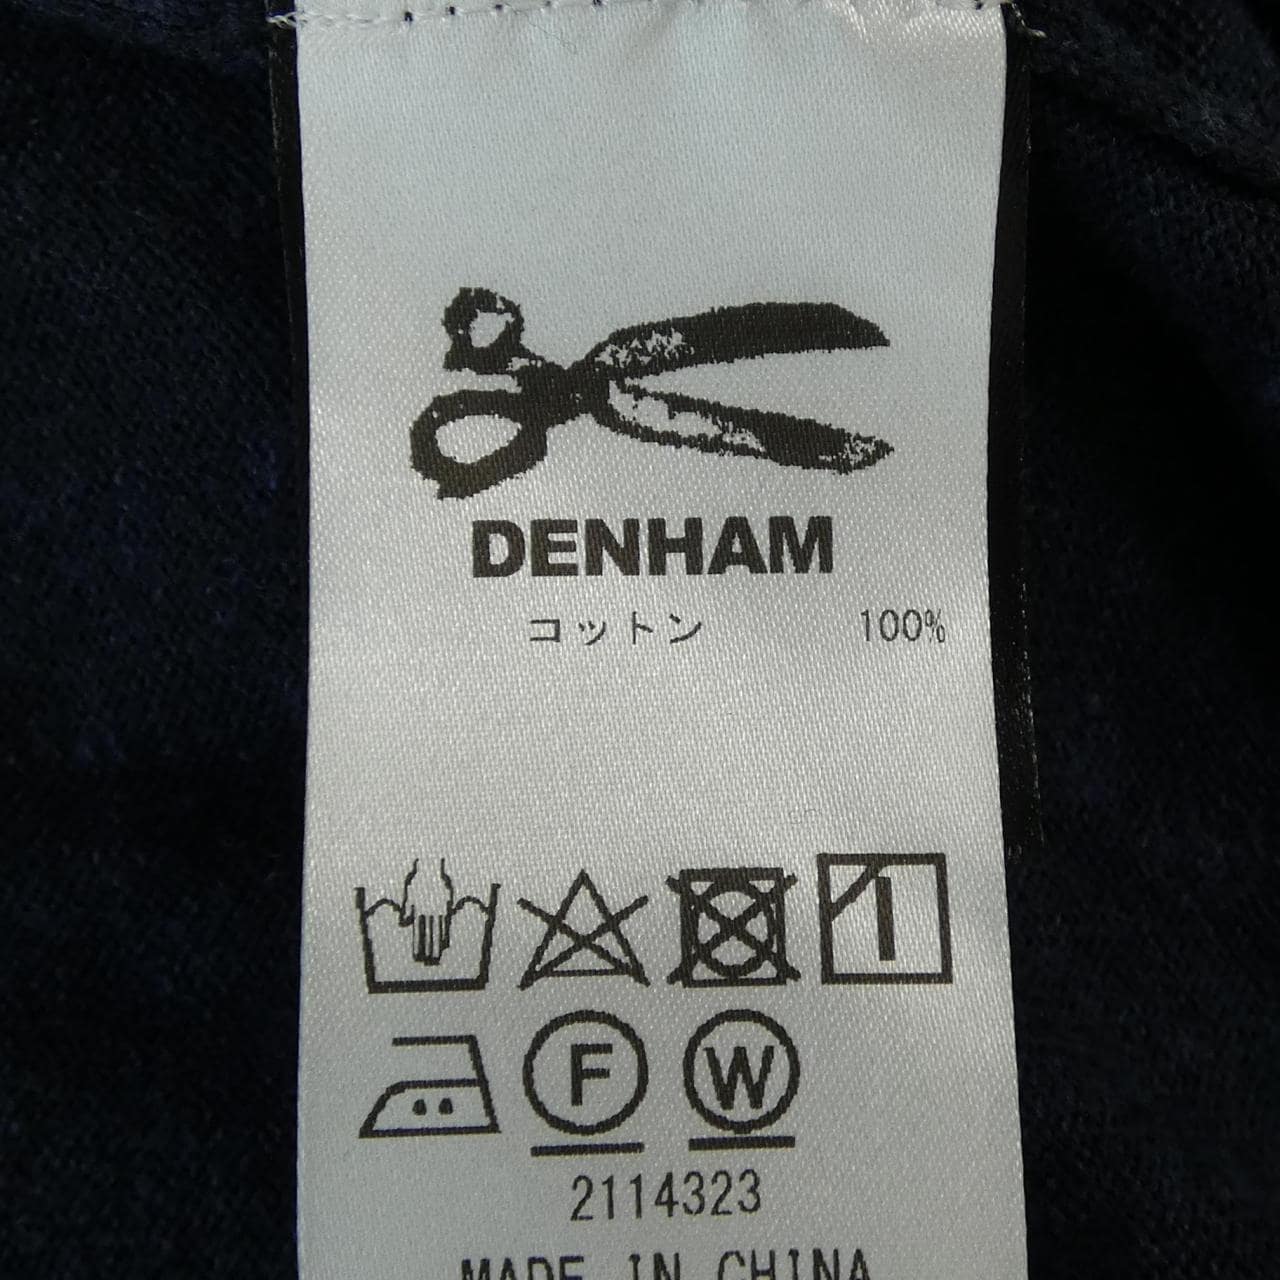 DENHAM
コットン 100%
F W
2114323
MADE IN CHINA